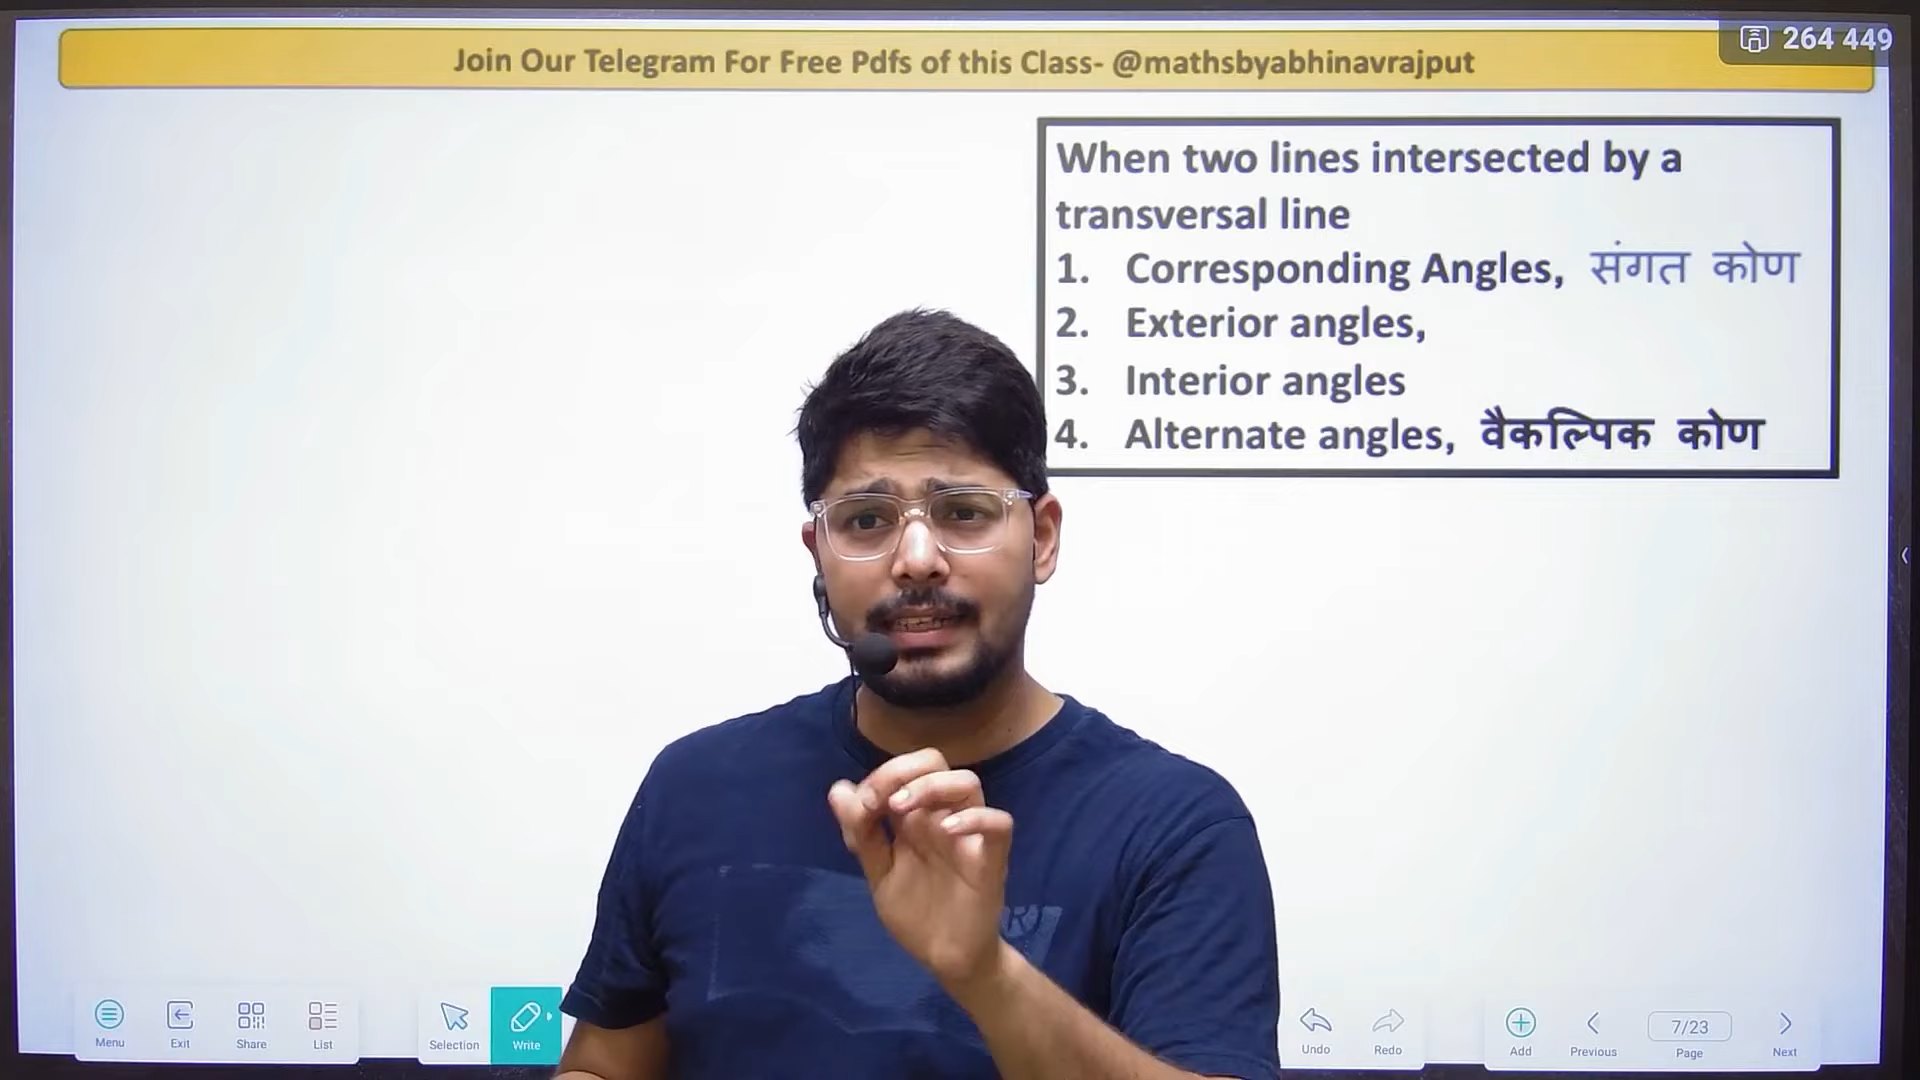 264 449
Join Our Telegram For Free Pdfs of this Class- @mathsbyabhinavrajput
When two lines intersected by a
transversal line
1. Corresponding Angles, संगत कोण
2. Exterior angles,
3. Interior angles
4. Alternate angles, वैकल्पिक कोण
Menu
Exit
Share
List
Selection
Write
Undo
Redo
Add
Previous
7/23
Page
Next